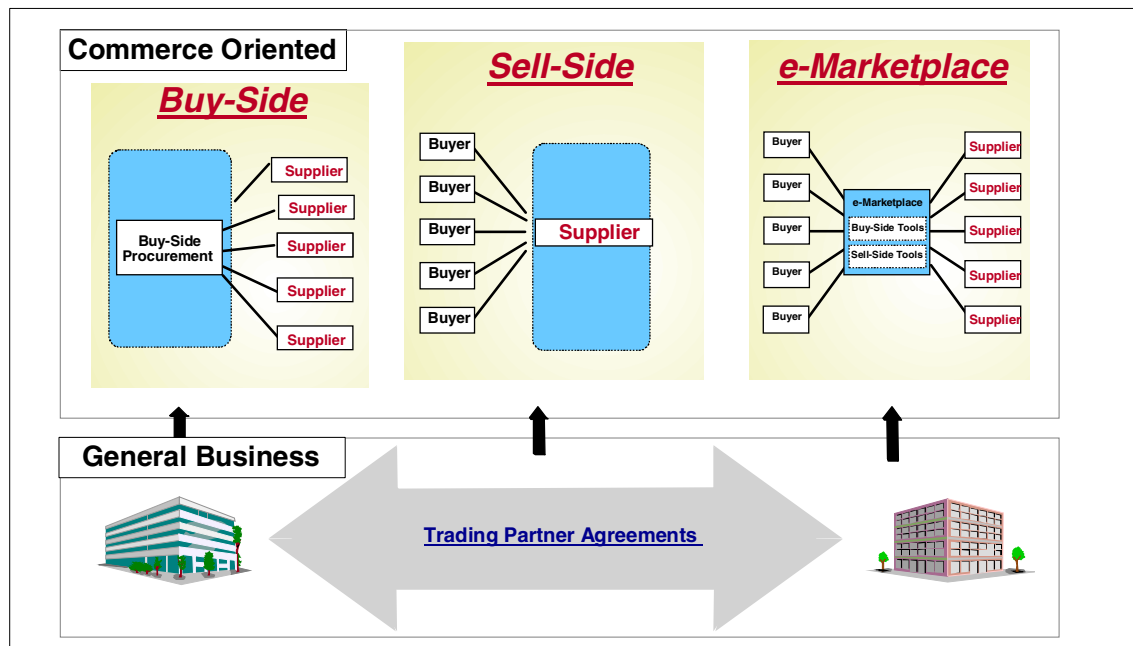 Commerce Oriented
Buy-Side
Buy-Side
Procurement
Supplier
Supplier
Supplier
Supplier
Supplier
Sell-Side
Buyer
Buyer
Buyer
Buyer
Buyer
Supplier
e-Marketplace
Buyer
Buyer
Buyer
Buyer
Buyer
e-Marketplace
Buy-Side Tools
Sell-Side Tools
Supplier
Supplier
Supplier
Supplier
Supplier
General Business
Trading Partner Agreements